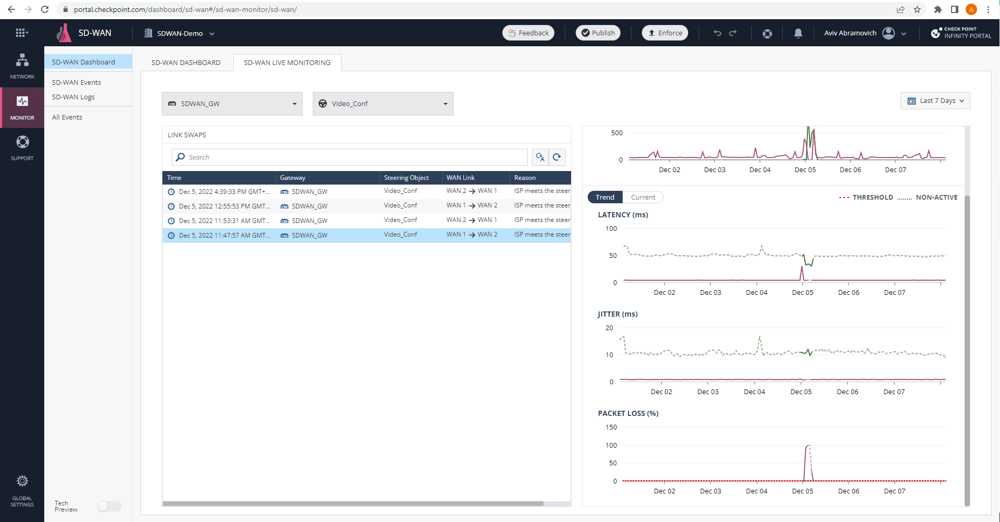 portal.checkpoint.com/dashboard/sd-wan#/sd-wan-monitor/sd-wan/
A
SD-WAN
SDWAN-Demo
Feedback
Publish
Enforce
Aviv Abramovich
CHECK POINT
INFINITY PORTAL
NETWORK
MONITOR
SUPPORT
GLOBAL
SETTINGS
SD-WAN Dashboard
SD-WAN Events
SD-WAN Logs
All Events
Tech
Preview
SD-WAN DASHBOARD
SD-WAN LIVE MONITORING
SDWAN_GW
Video_Conf
Last 7 Days
LINK SWAPS
Search
Time Gateway Steering Object WAN Link Reason
Dec 5, 2022 4:39:33 PM GMT+... SDWAN_GW Video_Conf WAN 2 → WAN 1 ISP meets the steer
Dec 5, 2022 12:55:53 PM GMT... SDWAN_GW Video_Conf WAN 1 → WAN 2 ISP meets the steer
Dec 5, 2022 11:53:31 AM GMT... SDWAN_GW Video_Conf WAN 2 → WAN 1 ISP meets the steer
Dec 5, 2022 11:47:57 AM GMT... SDWAN_GW Video_Conf WAN 1 → WAN 2 ISP meets the steer
500
0
Dec 02 Dec 03 Dec 04 Dec 05 Dec 06 Dec 07
Trend Current
--- THRESHOLD ........ NON-ACTIVE
LATENCY (ms)
100
50
0
Dec 02 Dec 03 Dec 04 Dec 05 Dec 06 Dec 07
JITTER (ms)
20
10
0
Dec 02 Dec 03 Dec 04 Dec 05 Dec 06 Dec 07
PACKET LOSS (%)
150
100
50
0
Dec 02 Dec 03 Dec 04 Dec 05 Dec 06 Dec 07